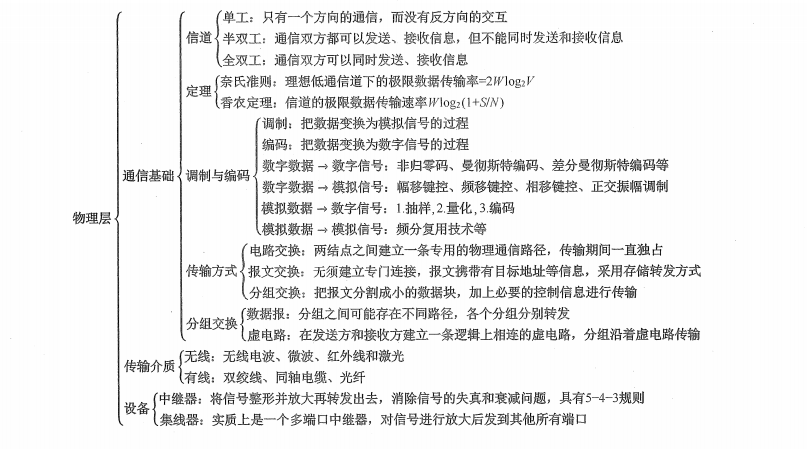 物理层
通信基础
信道
单工：只有一个方向的通信，而没有反方向的交互
半双工：通信双方都可以发送、接收信息，但不能同时发送和接收信息
全双工：通信双方可以同时发送、接收信息
定理
奈氏准则：理想低通信道下的极限数据传输率=2Wlog₂V
香农定理：信道的极限数据传输速率Wlog₂(1+S/N)
调制与编码
调制：把数据变换为模拟信号的过程
编码：把数据变换为数字信号的过程
数字数据→数字信号：非归零码、曼彻斯特编码、差分曼彻斯特编码等
数字数据→模拟信号：幅移键控、频移键控、相移键控、正交振幅调制
模拟数据→数字信号：1.抽样,2.量化,3.编码
模拟数据→模拟信号：频分复用技术等
传输方式
电路交换：两结点之间建立一条专用的物理通信路径，传输期间一直独占
报文交换：无须建立专门连接，报文携带有目标地址等信息，采用存储转发方式
分组交换：把报文分割成小的数据块，加上必要的控制信息进行传输
分组交换
数据报：分组之间可能存在不同路径，各个分组分别转发
虚电路：在发送方和接收方建立一条逻辑上相连的虚电路，分组沿着虚电路传输
传输介质
无线：无线电波、微波、红外线和激光
有线：双绞线、同轴电缆、光纤
设备
中继器：将信号整形并放大再转发出去，消除信号的失真和衰减问题，具有5-4-3规则
集线器：实质上是一个多端口中继器，对信号进行放大后发到其他所有端口